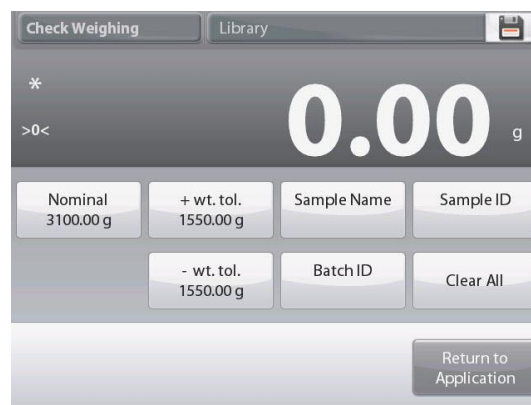 Check Weighing
Library
*
>0<
0.00 g
Nominal
3100.00 g
+ wt. tol.
1550.00 g
Sample Name
Sample ID
- wt. tol.
1550.00 g
Batch ID
Clear All
Return to
Application